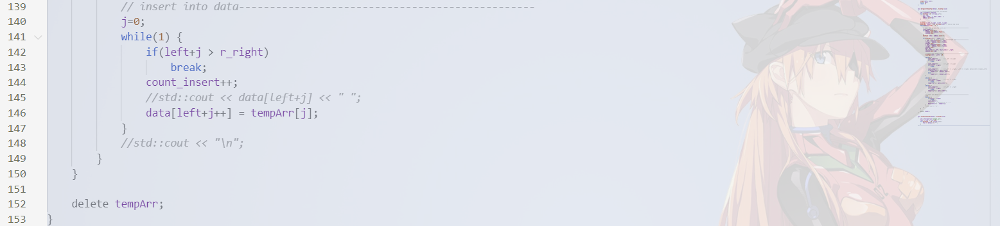 139 // insert into data------------------------------------------------
140 j=0;
141 while(1) {
142 if(left+j > r_right)
143 break;
144 count_insert++;
145 //std::cout << data[left+j] << " ";
146 data[left+j++] = tempArr[j];
147 }
148 //std::cout << "\n";
149 }
150 }
151
152 delete tempArr;
153 }